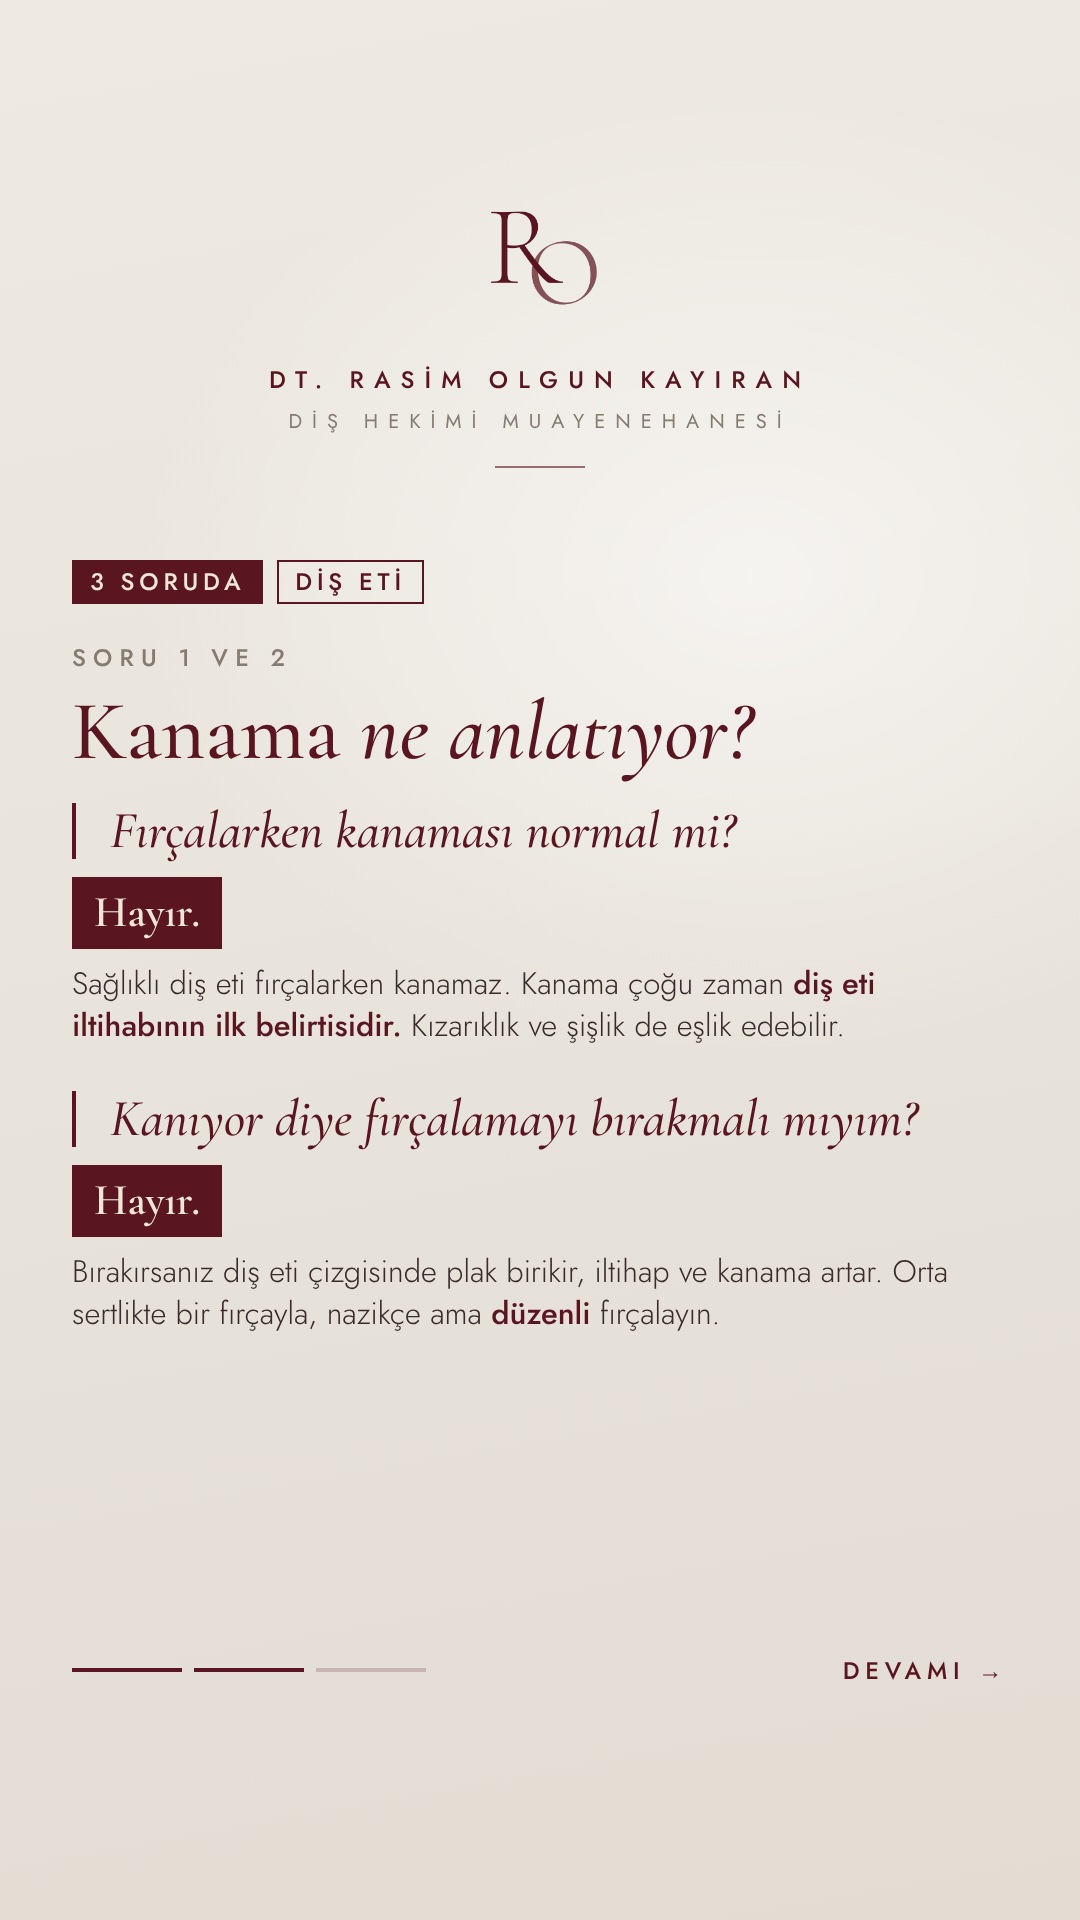 RO
DT. RASİM OLGUN KAYIRAN
DİŞ HEKİMİ MUAYENEHANESİ
3 SORUDA DİŞ ETİ
SORU 1 VE 2
Kanama ne anlatıyor?
Fırçalarken kanaması normal mi?
Hayır.
Sağlıklı diş eti fırçalarken kanamaz. Kanama çoğu zaman diş eti
iltihabının ilk belirtisidir. Kızarıklık ve şişlik de eşlik edebilir.
Kanıyor diye fırçalamayı bırakmalı mıyım?
Hayır.
Bırakırsanız diş eti çizgisinde plak birikir, iltihap ve kanama artar. Orta
sertlikte bir fırçayla, nazikçe ama düzenli fırçalayın.
DEVAMI →